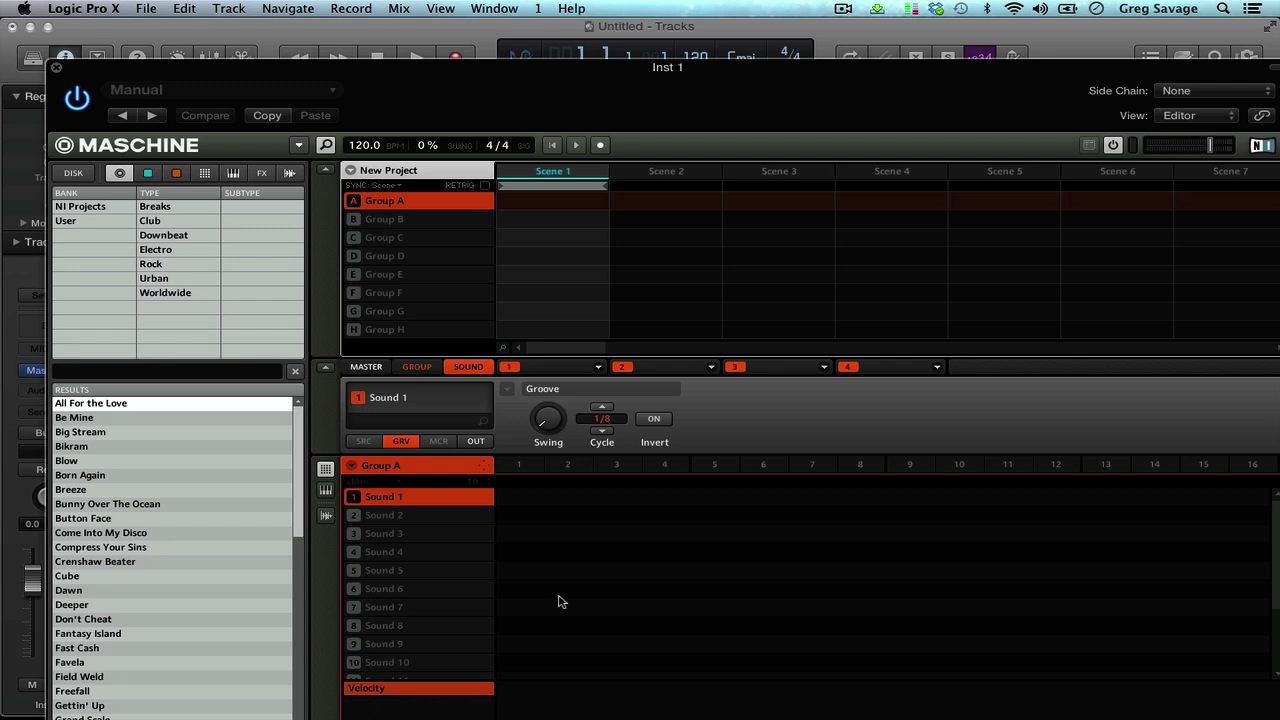 Logic Pro X File Edit Track Navigate Record Mix View Window 1 Help Greg Savage
Untitled - Tracks
120 Cmaj 4/4
1234
Inst 1
Manual
Side Chain: None
Compare Copy Paste
View: Editor
MASCHINE
120.0 BPM 0% SWING 4/4 SIG
DISK FX
New Project Scene 1 Scene 2 Scene 3 Scene 4 Scene 5 Scene 6 Scene 7
SYNC: Scene RETRIG
BANK TYPE SUBTYPE
NI Projects Breaks
User Club
Downbeat
Electro
Rock
Urban
Worldwide
A Group A
B Group B
C Group C
D Group D
E Group E
F Group F
G Group G
H Group H
MASTER GROUP SOUND 1 2 3 4
1 Sound 1
Groove
1/8 ON
Swing Cycle Invert
SRC GRV MCR OUT
RESULTS
All For the Love
Be Mine
Big Stream
Bikram
Blow
Born Again
Breeze
Bunny Over The Ocean
Button Face
Come Into My Disco
Compress Your Sins
Crenshaw Beater
Cube
Dawn
Deeper
Don't Cheat
Fantasy Island
Fast Cash
Favela
Field Weld
Freefall
Gettin' Up
Grand Scale
Group A 1 2 3 4 5 6 7 8 9 10 11 12 13 14 15 16
1 Sound 1
2 Sound 2
3 Sound 3
4 Sound 4
5 Sound 5
6 Sound 6
7 Sound 7
8 Sound 8
9 Sound 9
10 Sound 10
Velocity
0.0
M